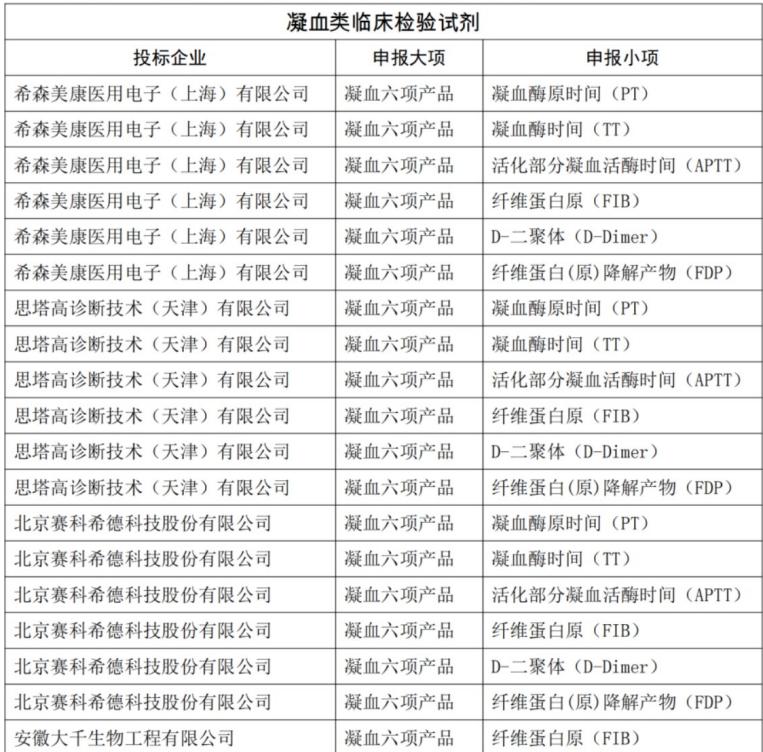 凝血类临床检验试剂
投标企业 申报大项 申报小项
希森美康医用电子（上海）有限公司 凝血六项产品 凝血酶原时间（PT）
希森美康医用电子（上海）有限公司 凝血六项产品 凝血酶时间（TT）
希森美康医用电子（上海）有限公司 凝血六项产品 活化部分凝血活酶时间（APTT）
希森美康医用电子（上海）有限公司 凝血六项产品 纤维蛋白原（FIB）
希森美康医用电子（上海）有限公司 凝血六项产品 D-二聚体（D-Dimer）
希森美康医用电子（上海）有限公司 凝血六项产品 纤维蛋白(原)降解产物（FDP）
思塔高诊断技术（天津）有限公司 凝血六项产品 凝血酶原时间（PT）
思塔高诊断技术（天津）有限公司 凝血六项产品 凝血酶时间（TT）
思塔高诊断技术（天津）有限公司 凝血六项产品 活化部分凝血活酶时间（APTT）
思塔高诊断技术（天津）有限公司 凝血六项产品 纤维蛋白原（FIB）
思塔高诊断技术（天津）有限公司 凝血六项产品 D-二聚体（D-Dimer）
思塔高诊断技术（天津）有限公司 凝血六项产品 纤维蛋白(原)降解产物（FDP）
北京赛科希德科技股份有限公司 凝血六项产品 凝血酶原时间（PT）
北京赛科希德科技股份有限公司 凝血六项产品 凝血酶时间（TT）
北京赛科希德科技股份有限公司 凝血六项产品 活化部分凝血活酶时间（APTT）
北京赛科希德科技股份有限公司 凝血六项产品 纤维蛋白原（FIB）
北京赛科希德科技股份有限公司 凝血六项产品 D-二聚体（D-Dimer）
北京赛科希德科技股份有限公司 凝血六项产品 纤维蛋白(原)降解产物（FDP）
安徽大千生物工程有限公司 凝血六项产品 纤维蛋白原（FIB）